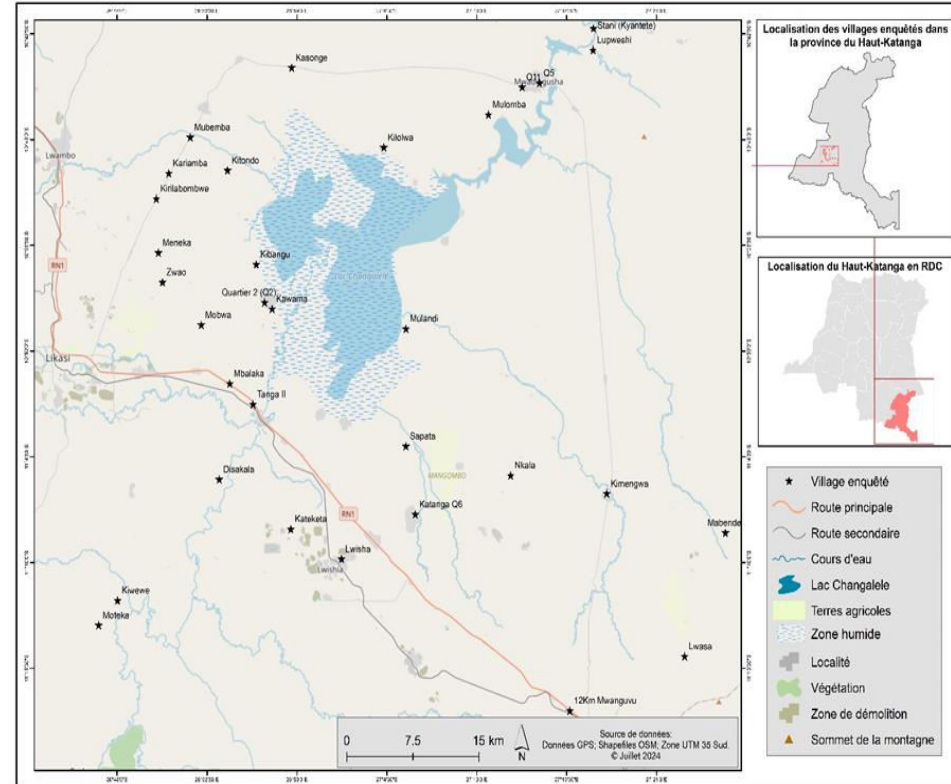 Stani (Kyantete)
Lupweshi
Kasonge
Q11
Q5
Mulomba
Mubemba
Kilolwa
Lwambo
Kariamba
Kitondo
Kirilabombwe
Meneka
Kibangu
RN1
Zwao
Quartier 2 (Q2)
Kawama
Mobwa
Mulandi
Likasi
Mbalaka
Tanga II
Sapata
Disakala
MANGOMBO
Nkala
Kimengwa
RN1
Katanga Q6
Kateketa
Mabende
Lwisha
Lwishia
Kiwewe
Moteka
Lwasa
12Km Mwanguvu
0 7.5 15 km
N
Source de données:
Données GPS; Shapefiles OSM; Zone UTM 35 Sud.
© Juillet 2024
Localisation des villages enquêtés dans
la province du Haut-Katanga
Localisation du Haut-Katanga en RDC
Village enquêté
Route principale
Route secondaire
Cours d'eau
Lac Changalele
Terres agricoles
Zone humide
Localité
Végétation
Zone de démolition
Sommet de la montagne